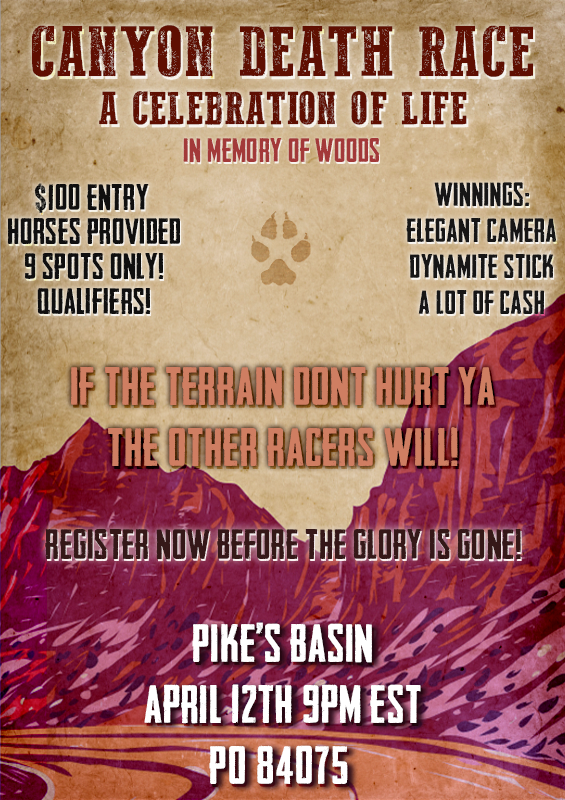 CANYON DEATH RACE
A CELEBRATION OF LIFE
IN MEMORY OF WOODS
$100 ENTRY
HORSES PROVIDED
9 SPOTS ONLY!
QUALIFIERS!
WINNINGS:
ELEGANT CAMERA
DYNAMITE STICK
A LOT OF CASH
IF THE TERRAIN DONT HURT YA
THE OTHER RACERS WILL!
REGISTER NOW BEFORE THE GLORY IS GONE!
PIKE'S BASIN
APRIL 12TH 9PM EST
PO 84075